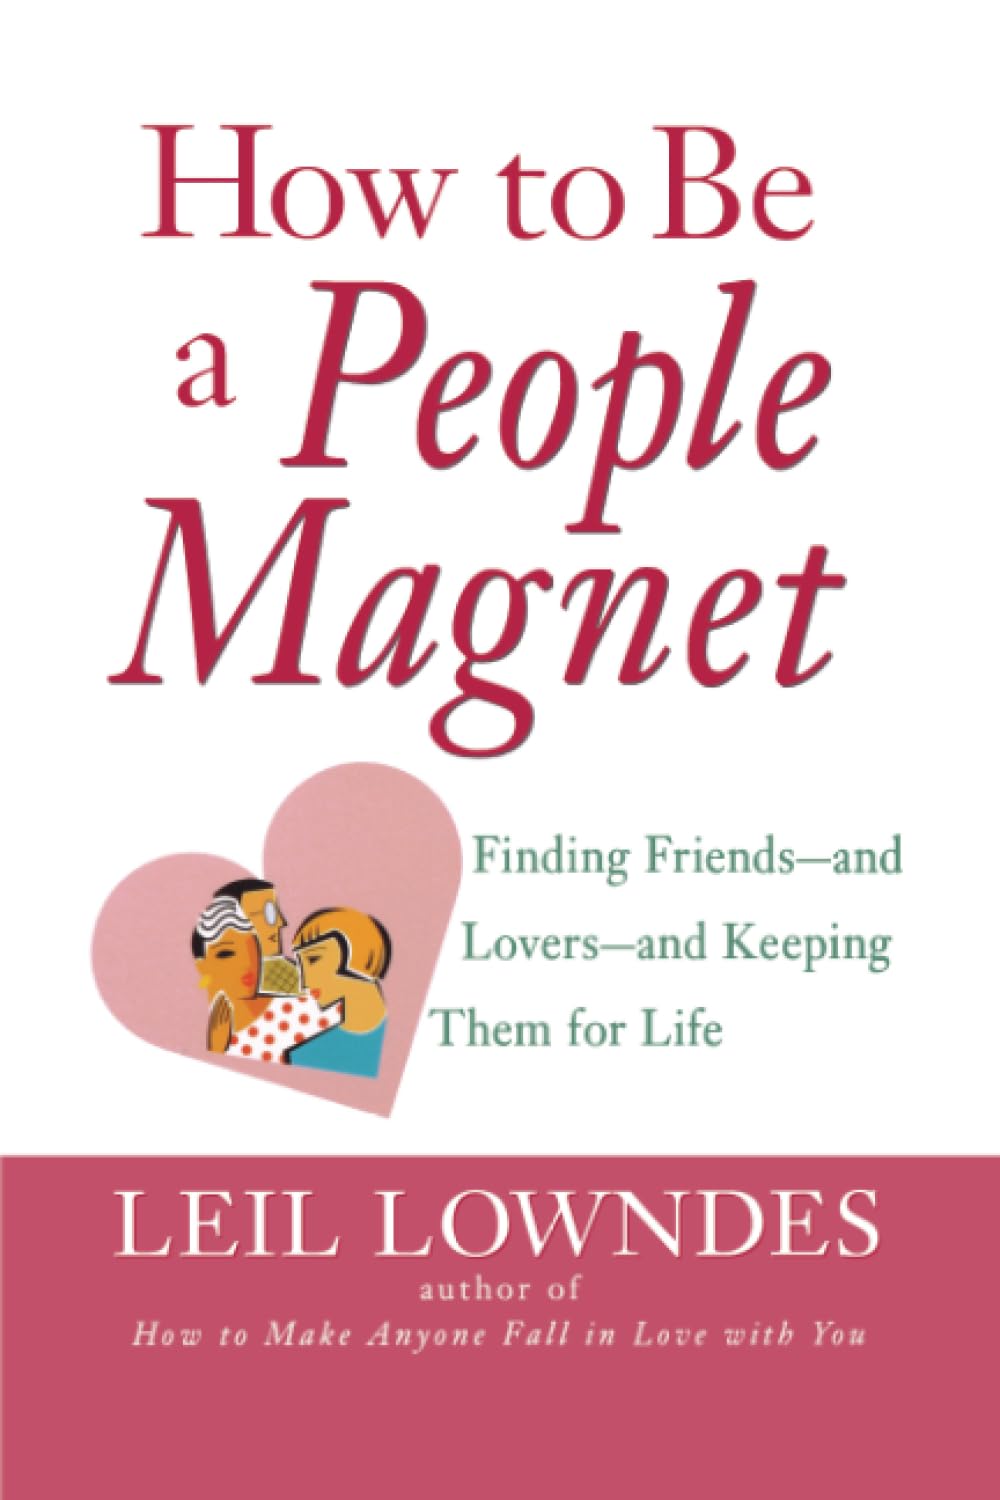 How to Be
a People
Magnet
Finding Friends—and
Lovers—and Keeping
Them for Life
LEIL LOWNDES
author of
How to Make Anyone Fall in Love with You